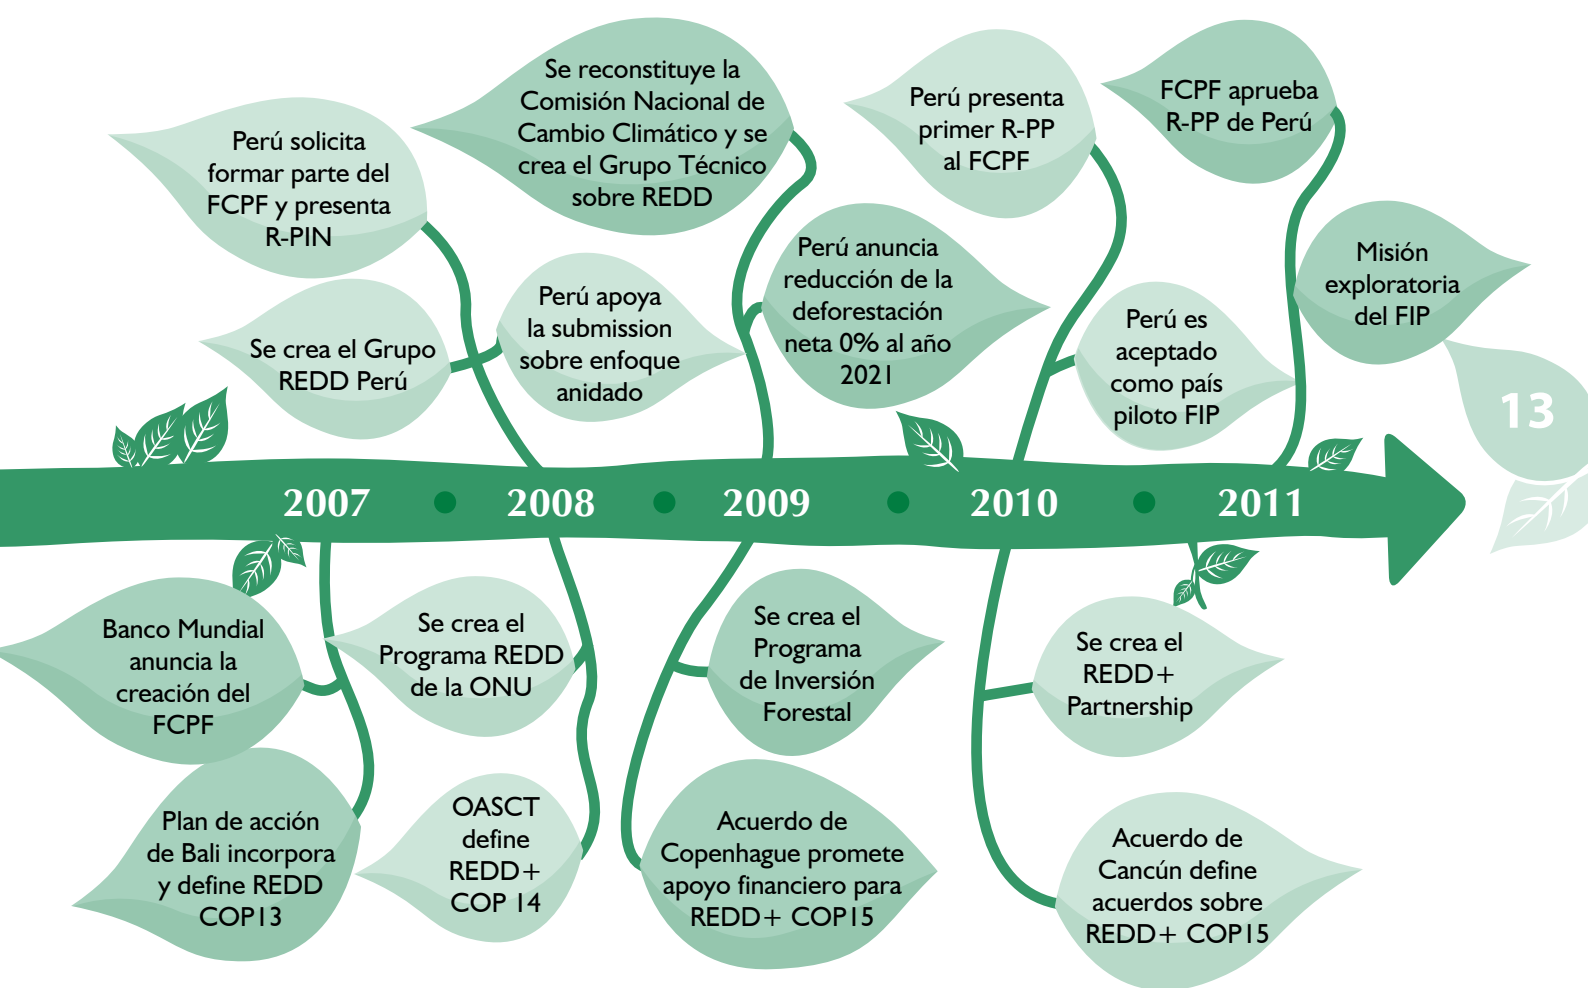 Perú solicita
formar parte del
FCPF y presenta
R-PIN
Se reconstituye la
Comisión Nacional de
Cambio Climático y se
crea el Grupo Técnico
sobre REDD
Perú presenta
primer R-PP
al FCPF
FCPF aprueba
R-PP de Perú
Se crea el Grupo
REDD Perú
Perú apoya
la submission
sobre enfoque
anidado
Perú anuncia
reducción de la
deforestación
neta 0% al año
2021
Perú es
aceptado
como país
piloto FIP
Misión
exploratoria
del FIP
13
2007
2008
2009
2010
2011
Banco Mundial
anuncia la
creación del
FCPF
Se crea el
Programa REDD
de la ONU
Se crea el
Programa
de Inversión
Forestal
Se crea el
REDD+
Partnership
Plan de acción
de Bali incorpora
y define REDD
COP13
OASCT
define
REDD+
COP 14
Acuerdo de
Copenhague promete
apoyo financiero para
REDD+ COP15
Acuerdo de
Cancún define
acuerdos sobre
REDD+ COP15